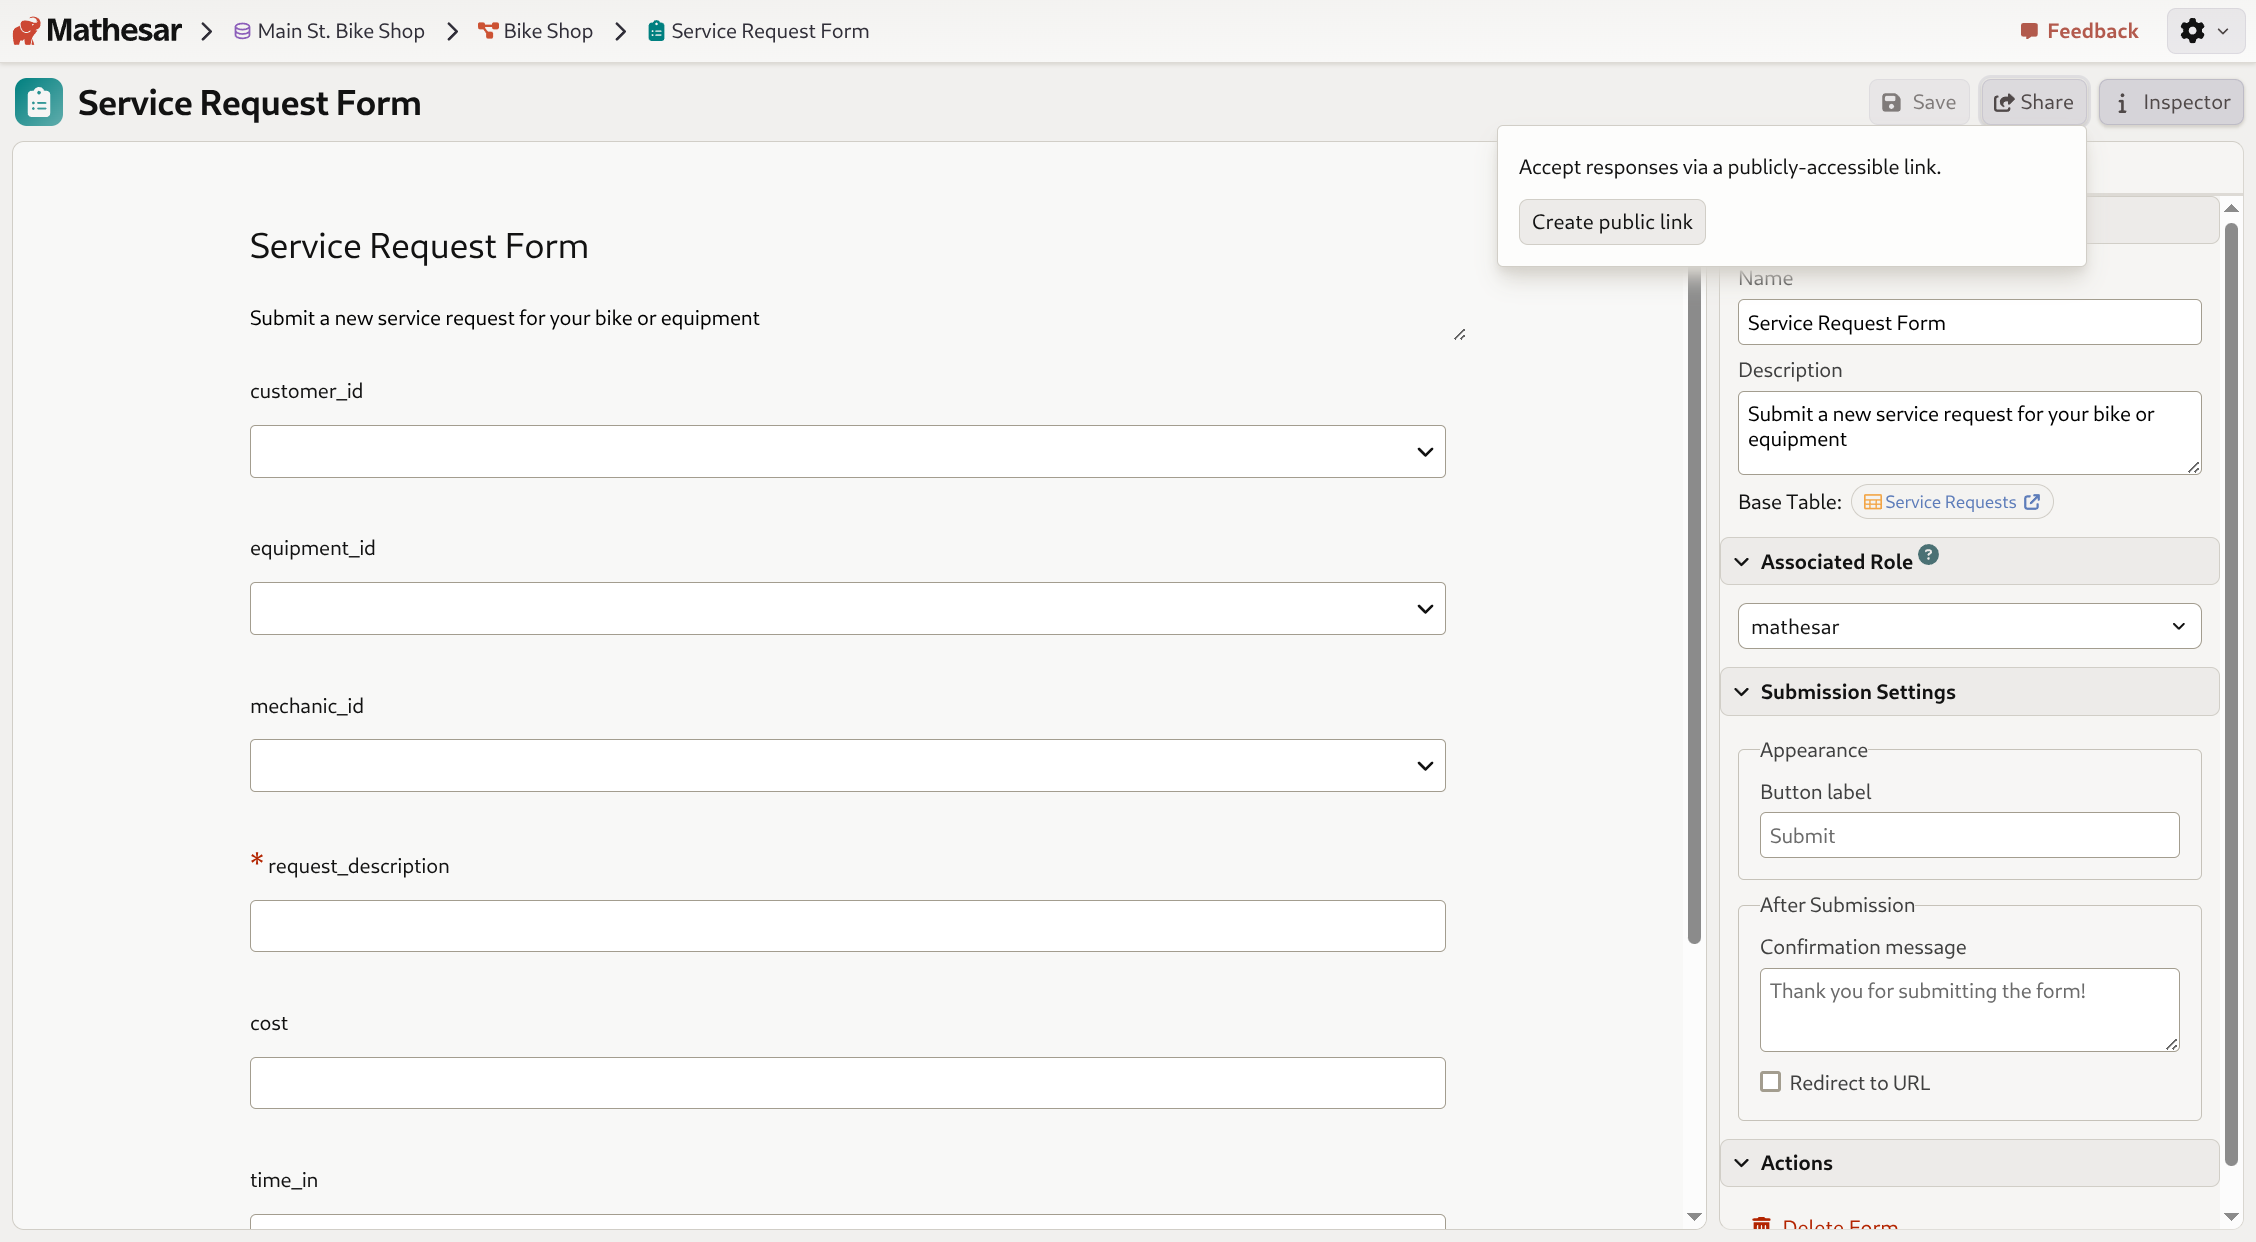 Mathesar
Main St. Bike Shop
Bike Shop
Service Request Form
Feedback
Service Request Form
Save
Share
Inspector
Accept responses via a publicly-accessible link.
Create public link
Service Request Form
Submit a new service request for your bike or equipment
customer_id
equipment_id
mechanic_id
* request_description
cost
time_in
Name
Service Request Form
Description
Submit a new service request for your bike or
equipment
Base Table: Service Requests
Associated Role ?
mathesar
Submission Settings
Appearance
Button label
Submit
After Submission
Confirmation message
Thank you for submitting the form!
Redirect to URL
Actions
Delete Form